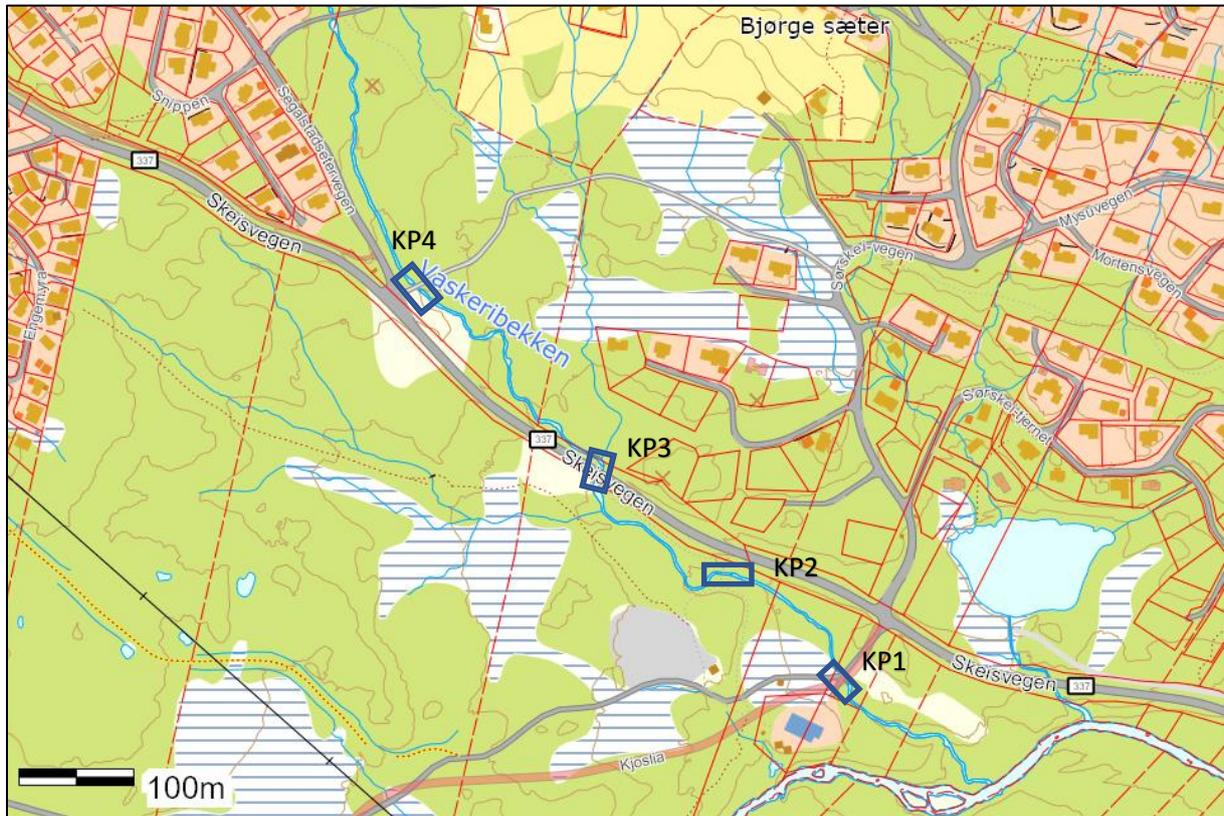 Bjørge sæter
Snippen
Segalstadsetervegen
337
Skeisvegen
Engemyra
KP4
Vaskeribekken
Mysuvegen
Mortensvegen
Sørskei-vegen
Sørskei-tjernet
337
KP3
Skeisvegen
KP2
KP1
Skeisvegen
337
Kjoslia
100m